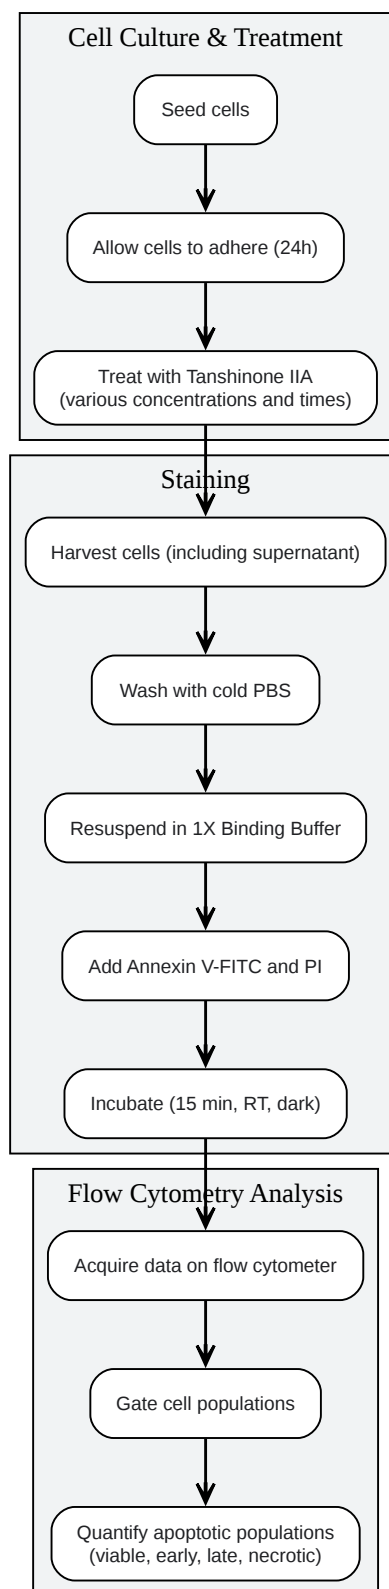 Cell Culture & Treatment
Seed cells
Allow cells to adhere (24h)
Treat with Tanshinone IIA
(various concentrations and times)
Staining
Harvest cells (including supernatant)
Wash with cold PBS
Resuspend in 1X Binding Buffer
Add Annexin V-FITC and PI
Incubate (15 min, RT, dark)
Flow Cytometry Analysis
Acquire data on flow cytometer
Gate cell populations
Quantify apoptotic populations
(viable, early, late, necrotic)